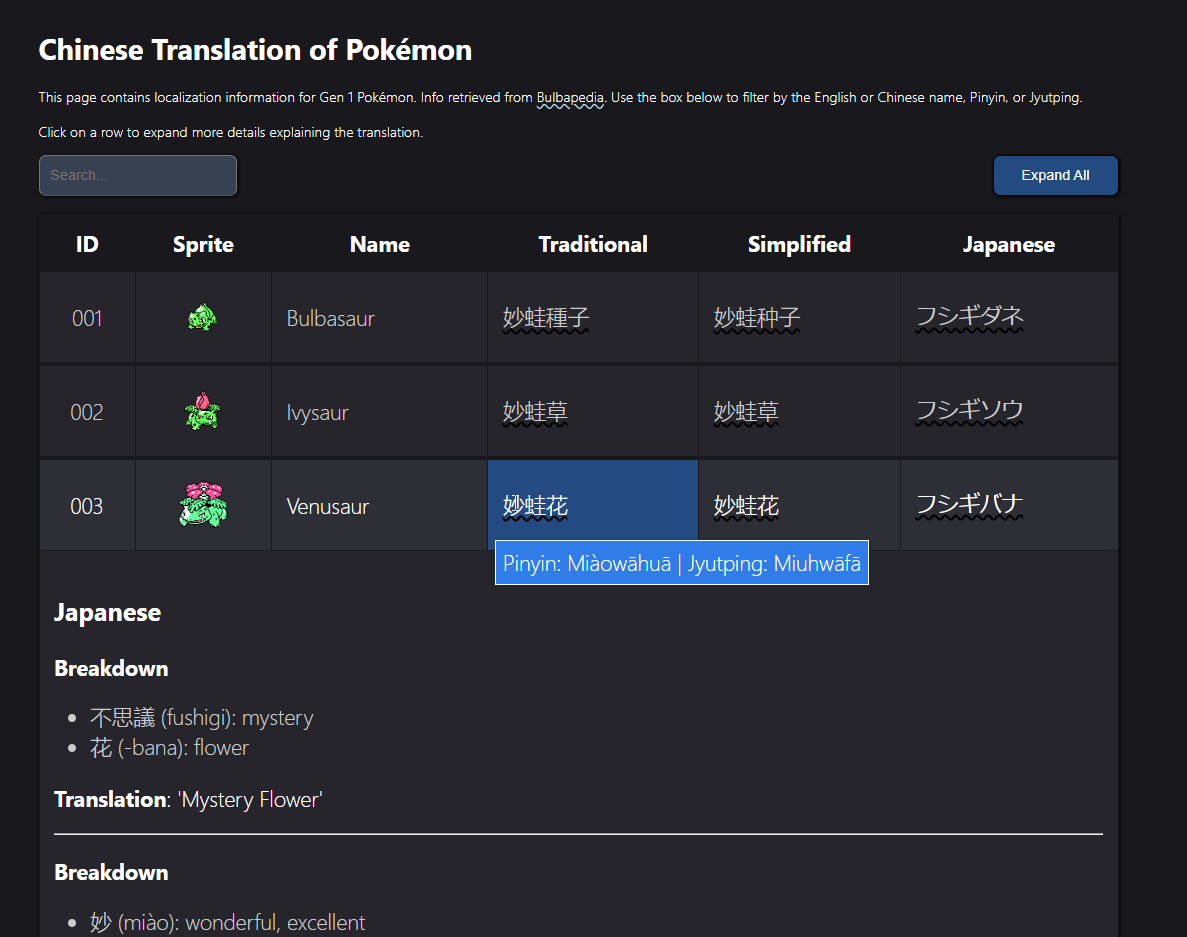 Chinese Translation of Pokémon
This page contains localization information for Gen 1 Pokémon. Info retrieved from Bulbapedia. Use the box below to filter by the English or Chinese name, Pinyin, or Jyutping.
Click on a row to expand more details explaining the translation.
Search... Expand All
ID Sprite Name Traditional Simplified Japanese
001 Bulbasaur 妙蛙種子 妙蛙种子 フシギダネ
002 Ivysaur 妙蛙草 妙蛙草 フシギソウ
003 Venusaur 妙蛙花 妙蛙花 フシギバナ
Pinyin: Miàowāhuā | Jyutping: Miuhwāfā
Japanese
Breakdown
• 不思議 (fushigi): mystery
• 花 (-bana): flower
Translation: 'Mystery Flower'
Breakdown
• 妙 (miào): wonderful, excellent